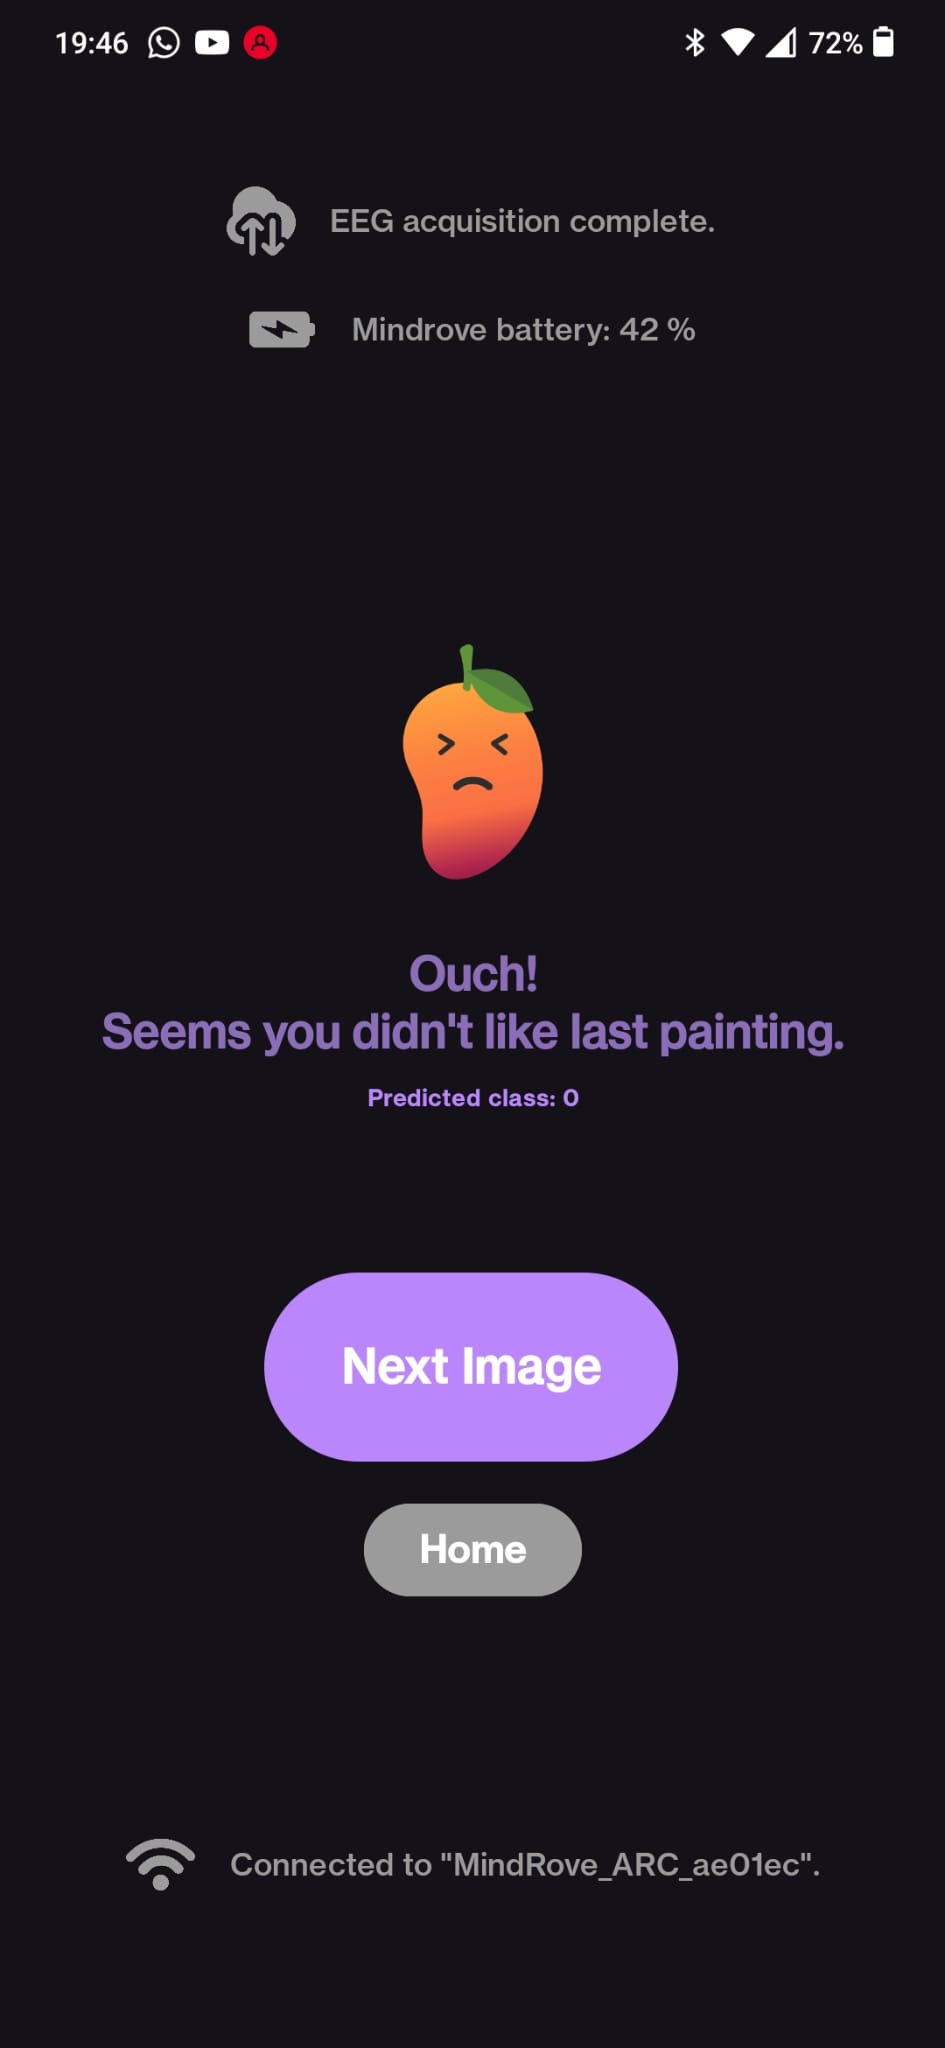 19:46
72%
EEG acquisition complete.
Mindrove battery: 42 %
Ouch!
Seems you didn't like last painting.
Predicted class: 0
Next Image
Home
Connected to "MindRove_ARC_ae01ec".